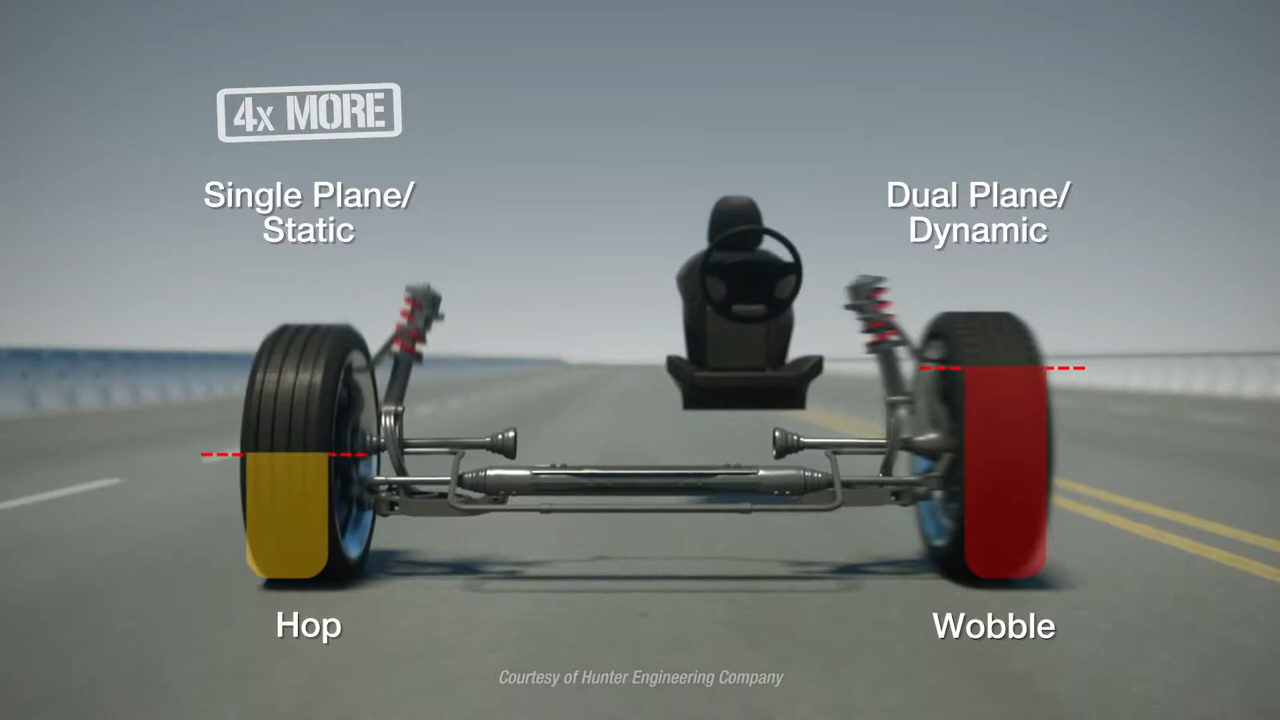 4x MORE
Single Plane/
Static
Dual Plane/
Dynamic
Hop
Wobble
Courtesy of Hunter Engineering Company